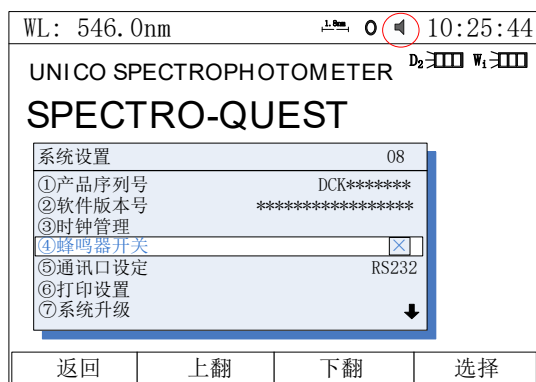 WL: 546.0nm 1.8nm 0 10:25:44
D₂ W₁
UNICO SPECTROPHOTOMETER
SPECTRO-QUEST
系统设置 08
①产品序列号 DCK*******
②软件版本号 *****************
③时钟管理
④蜂鸣器开关
⑤通讯口设定 RS232
⑥打印设置
⑦系统升级
返回 上翻 下翻 选择